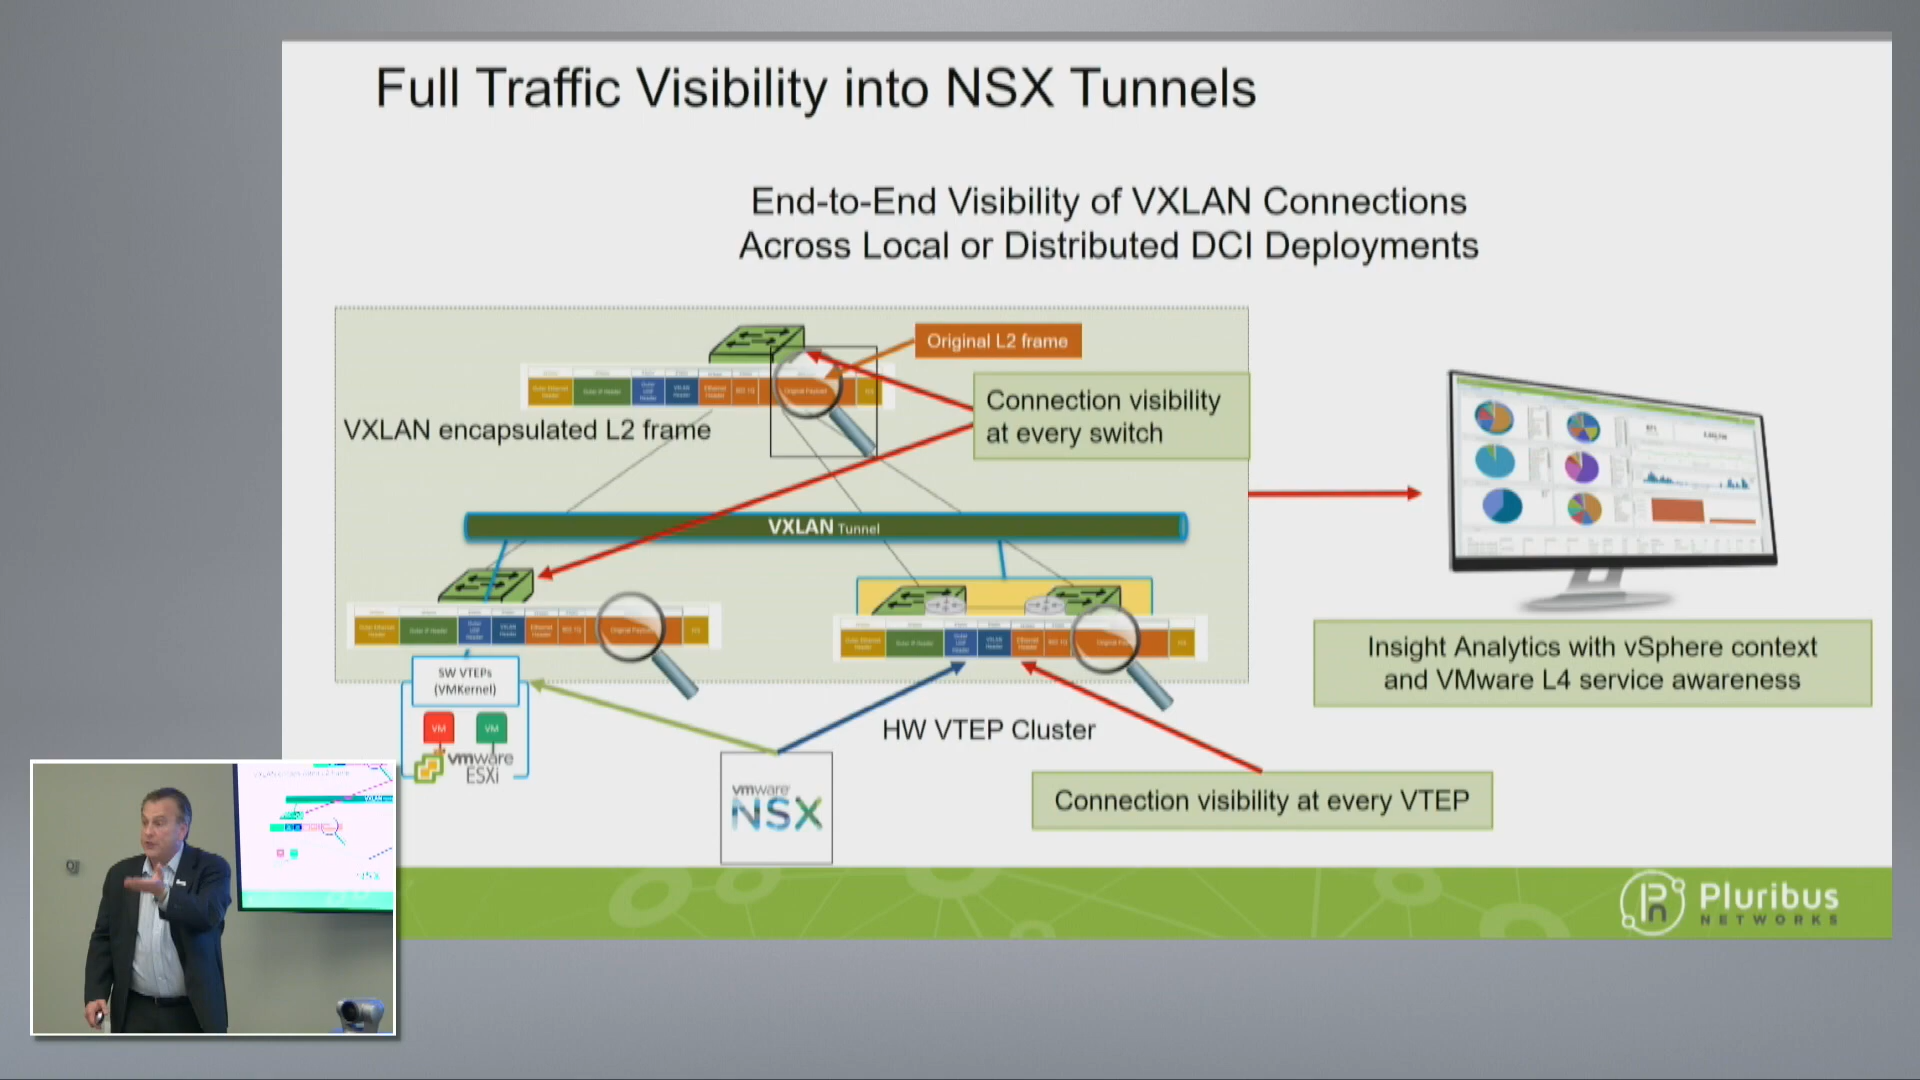 Full Traffic Visibility into NSX Tunnels
End-to-End Visibility of VXLAN Connections
Across Local or Distributed DCI Deployments
Original L2 frame
Connection visibility
at every switch
VXLAN encapsulated L2 frame
VXLAN Tunnel
SW VTEPs
(VMKernel)
VM VM
vmware
ESXi
HW VTEP Cluster
vmware
NSX
Connection visibility at every VTEP
Insight Analytics with vSphere context
and VMware L4 service awareness
Pluribus
NETWORKS